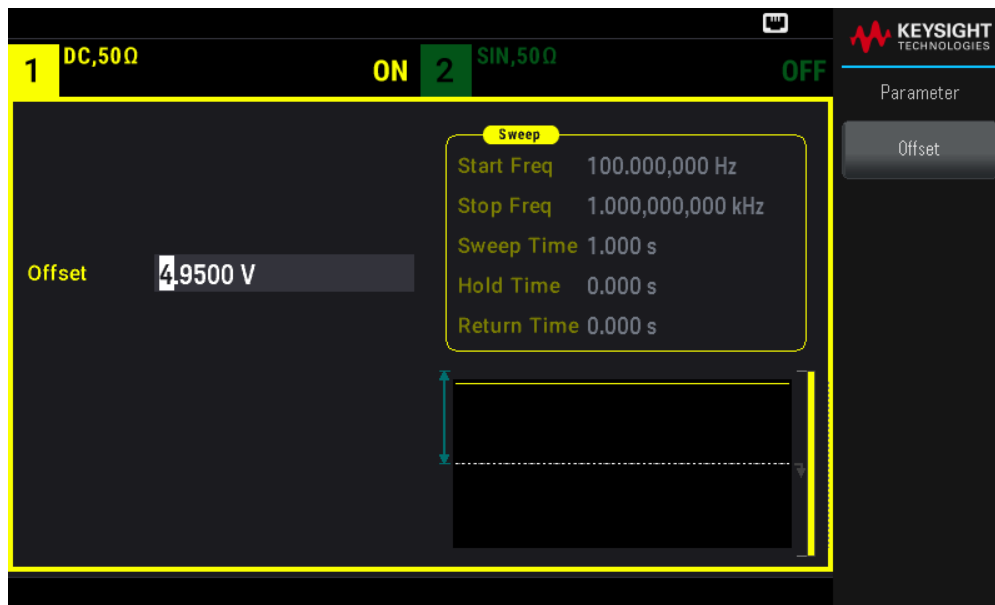 KEYSIGHT
TECHNOLOGIES
1 DC,50Ω ON 2 SIN,50Ω OFF
Parameter
Offset
Sweep
Start Freq 100.000,000 Hz
Stop Freq 1.000,000,000 kHz
Sweep Time 1.000 s
Hold Time 0.000 s
Return Time 0.000 s
Offset 4.9500 V